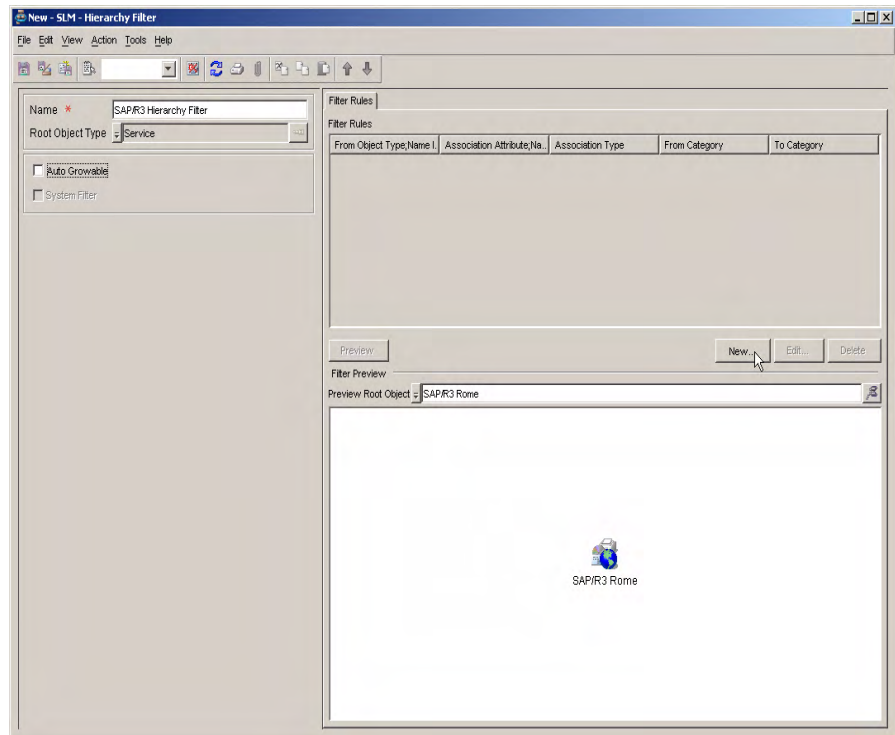 New - SLM - Hierarchy Filter
File Edit View Action Tools Help
Name * SAP/R3 Hierarchy Filter
Root Object Type Service
Auto Growable
System Filter
Filter Rules
Filter Rules
From Object Type;Name l. Association Attribute;Na.. Association Type From Category To Category
Preview New... Edit... Delete
Filter Preview
Preview Root Object SAP/R3 Rome
SAP/R3 Rome